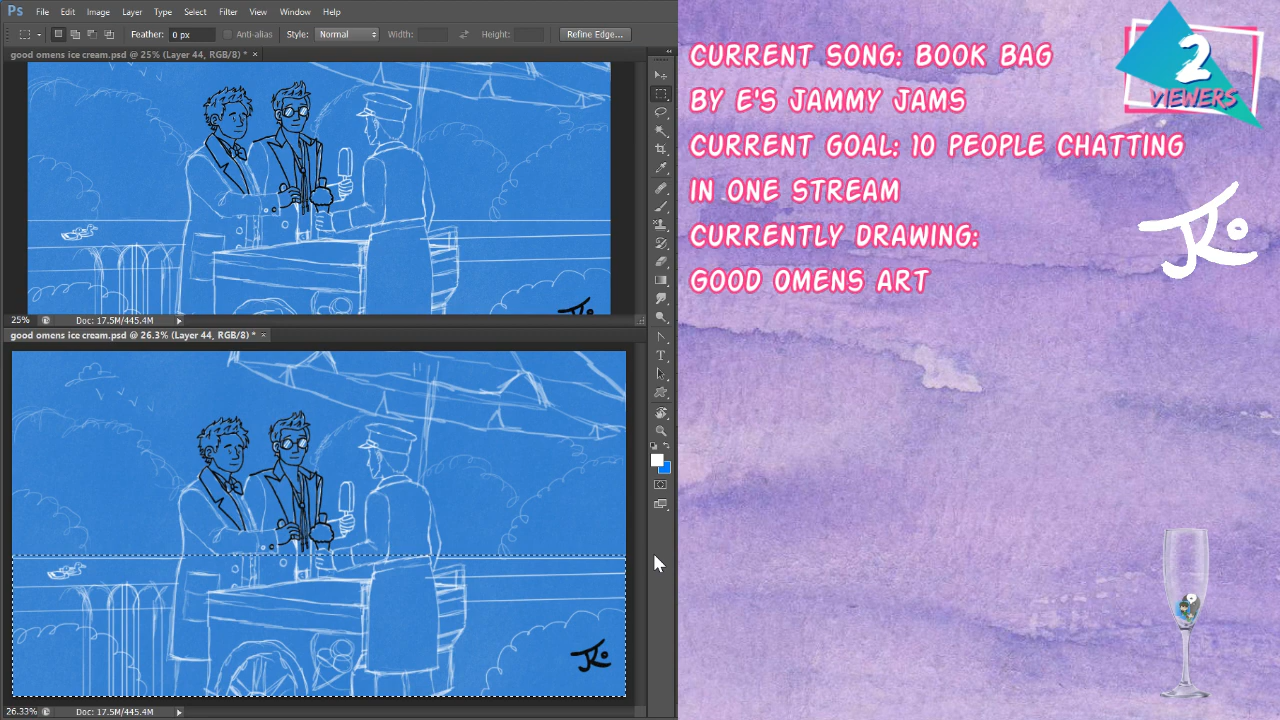 Ps File Edit Image Layer Type Select Filter View Window Help
Feather: 0 px Anti-alias Style: Normal Width: Height: Refine Edge...
good omens ice cream.psd @ 25% (Layer 44, RGB/8) * ×
25% Doc: 17.5M/445.4M
good omens ice cream.psd @ 26.3% (Layer 44, RGB/8) * ×
JKo
26.33% Doc: 17.5M/445.4M
CURRENT SONG: BOOK BAG
BY E'S JAMMY JAMS
CURRENT GOAL: 10 PEOPLE CHATTING
IN ONE STREAM
CURRENTLY DRAWING:
GOOD OMENS ART
2
VIEWERS
JKo